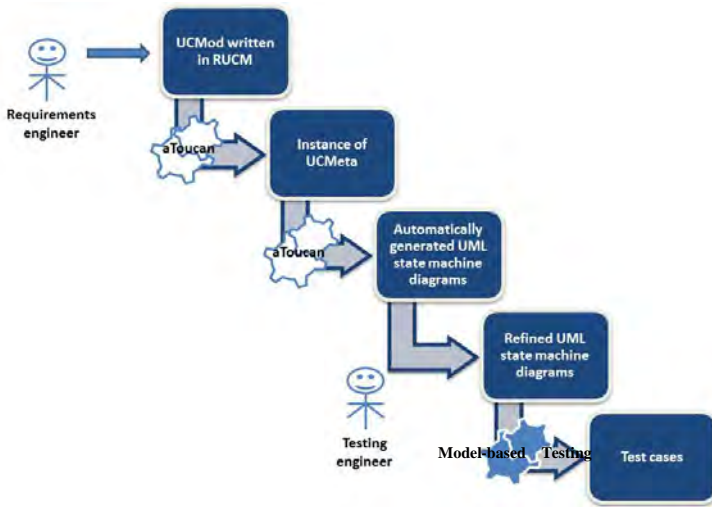 UCMod written
in RUCM
Requirements
engineer
aToucan
Instance of
UCMeta
aToucan
Automatically
generated UML
state machine
diagrams
Refined UML
state machine
diagrams
Testing
engineer
Model-based Testing
Test cases